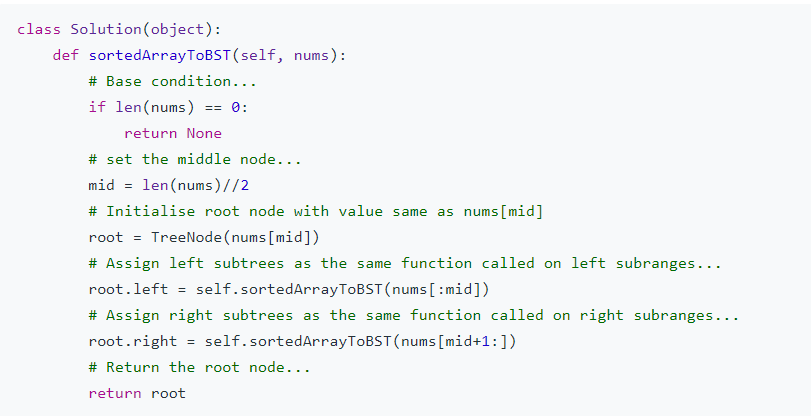 class Solution(object):
    def sortedArrayToBST(self, nums):
        # Base condition...
        if len(nums) == 0:
            return None
        # set the middle node...
        mid = len(nums)//2
        # Initialise root node with value same as nums[mid]
        root = TreeNode(nums[mid])
        # Assign left subtrees as the same function called on left subranges...
        root.left = self.sortedArrayToBST(nums[:mid])
        # Assign right subtrees as the same function called on right subranges...
        root.right = self.sortedArrayToBST(nums[mid+1:])
        # Return the root node...
        return root